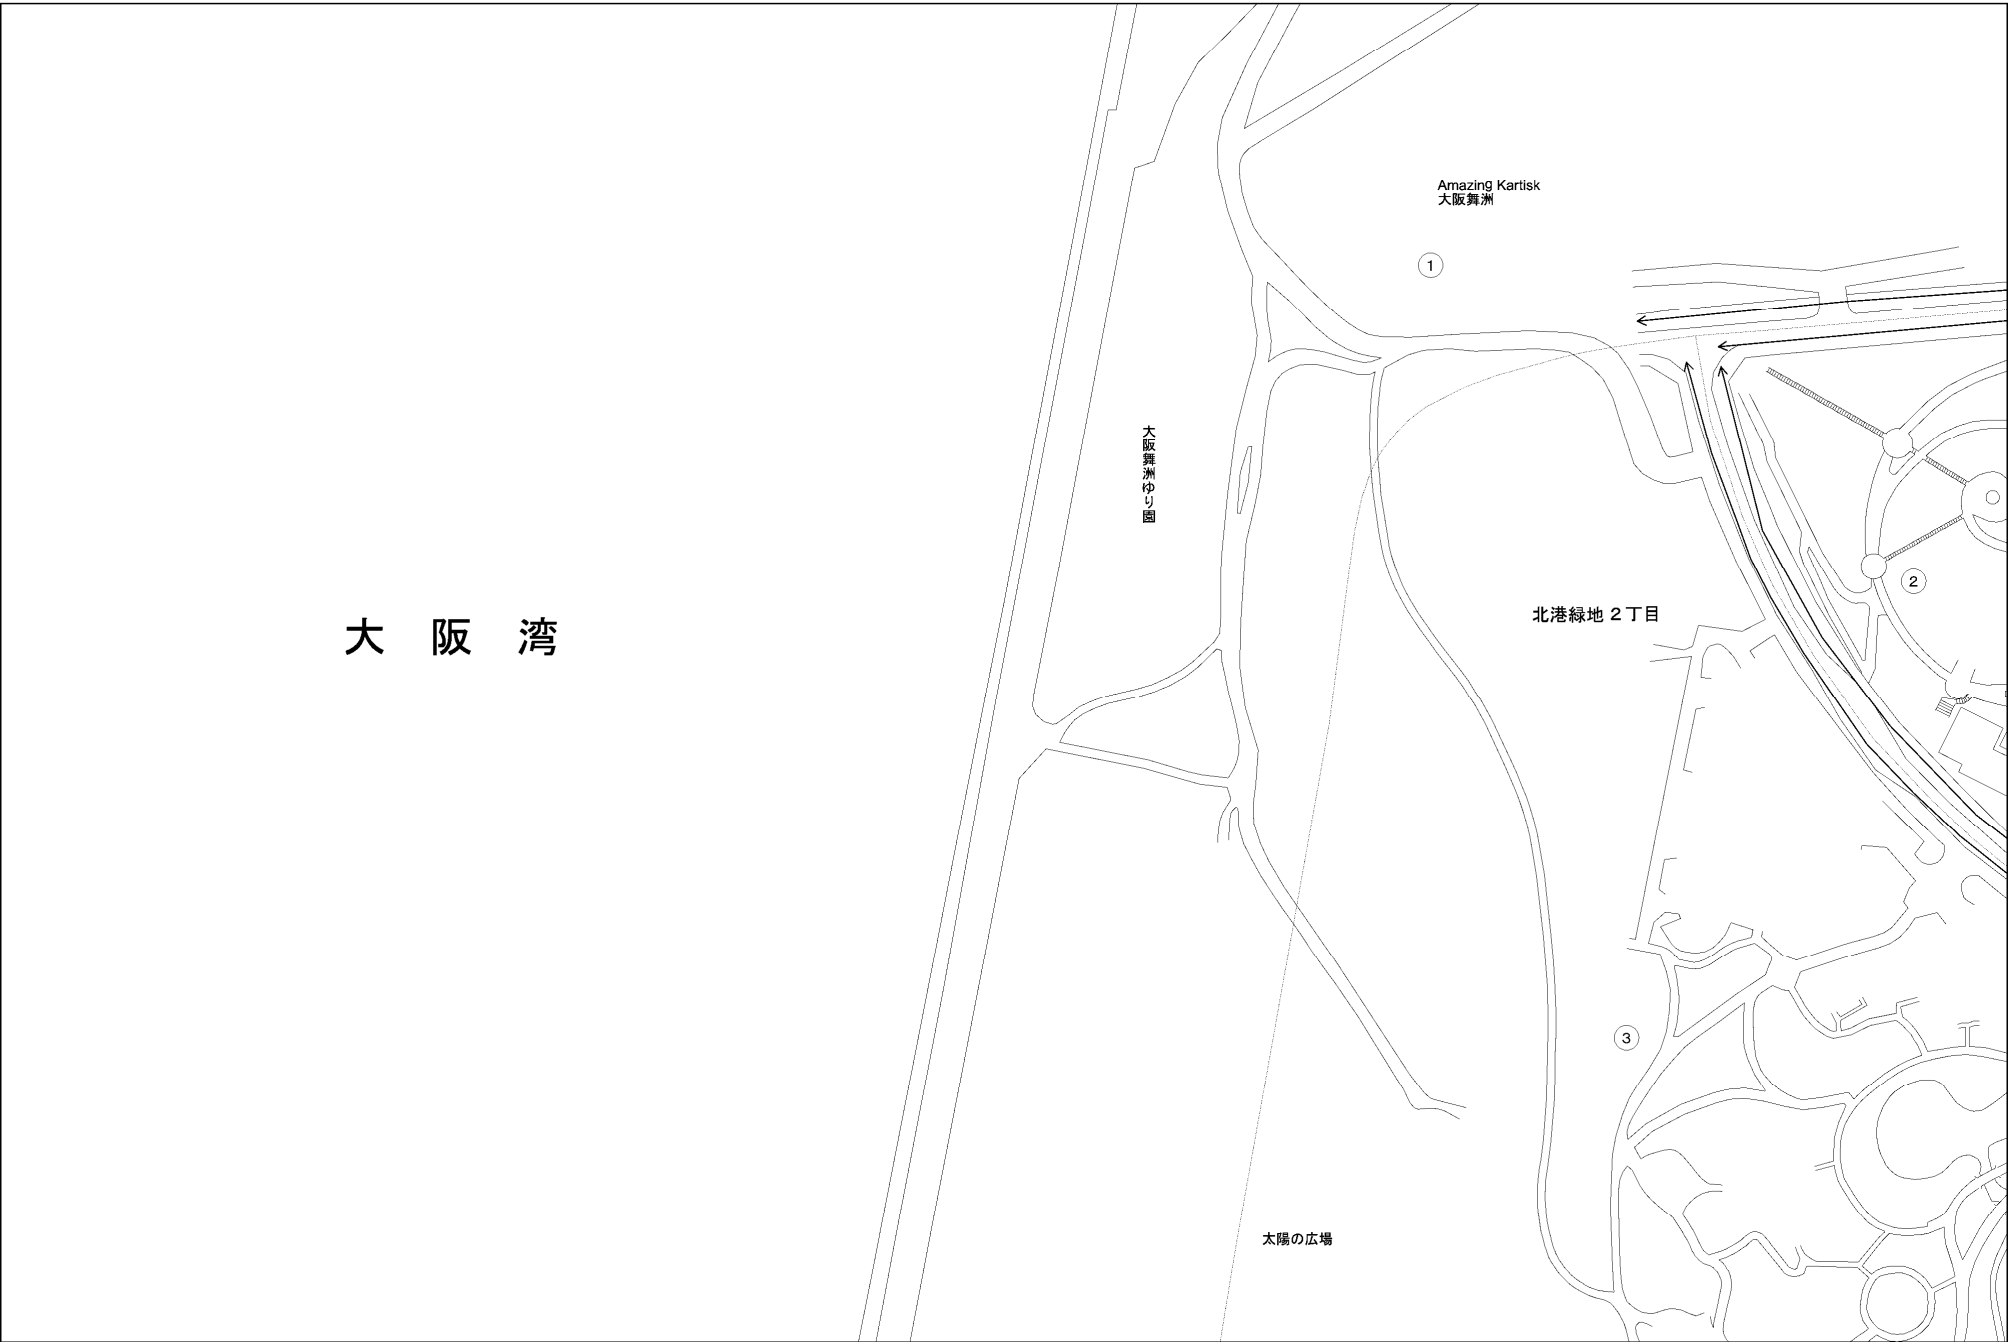 Amazing Kartisk
大阪舞洲
1
大阪舞洲ゆり園
2
北港緑地 2丁目
大 阪 湾
3
太陽の広場